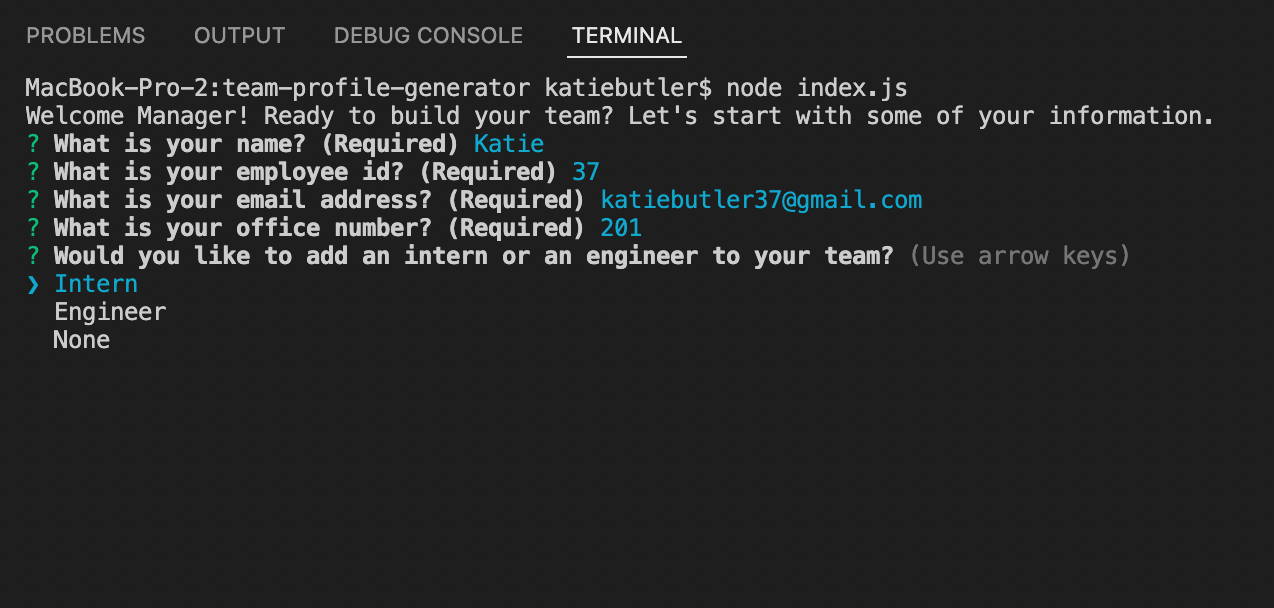 PROBLEMS OUTPUT DEBUG CONSOLE TERMINAL
MacBook-Pro-2:team-profile-generator katiebutler$ node index.js
Welcome Manager! Ready to build your team? Let's start with some of your information.
? What is your name? (Required) Katie
? What is your employee id? (Required) 37
? What is your email address? (Required) katiebutler37@gmail.com
? What is your office number? (Required) 201
? Would you like to add an intern or an engineer to your team? (Use arrow keys)
❯ Intern
Engineer
None